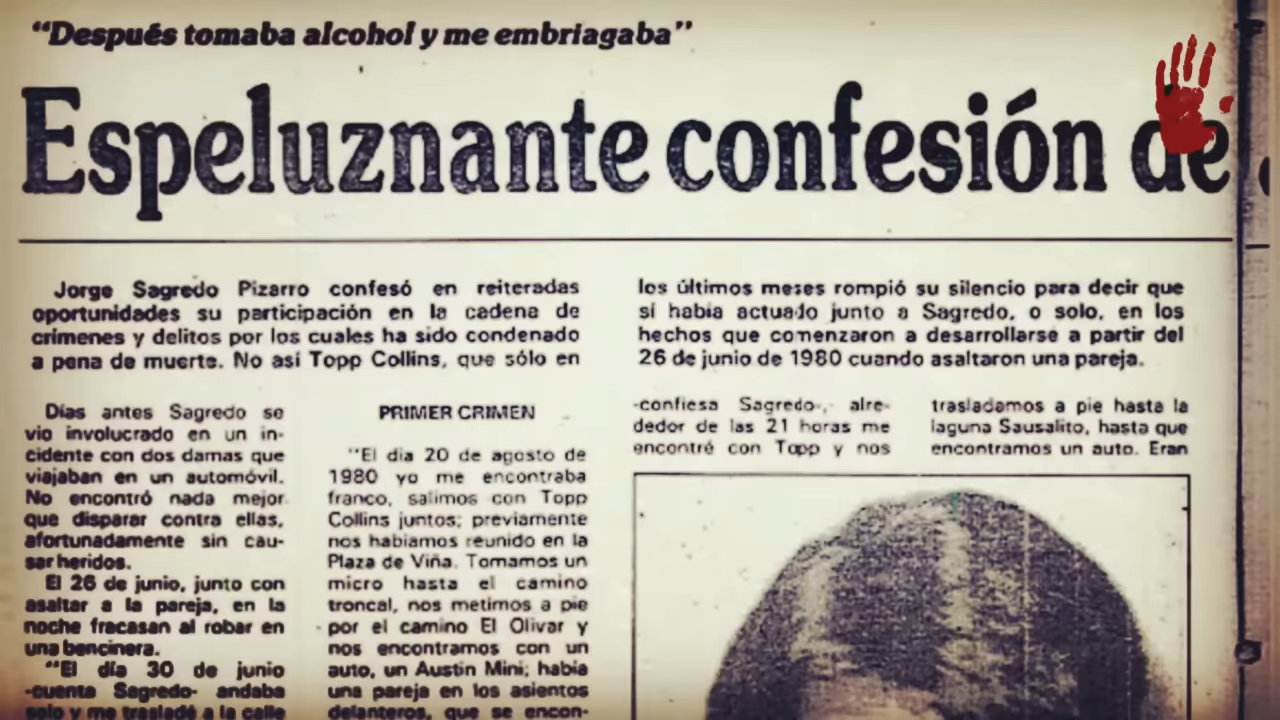 “Después tomaba alcohol y me embriagaba”
Espeluznante confesión de
Jorge Sagredo Pizarro confesó en reiteradas
oportunidades su participación en la cadena de
crímenes y delitos por los cuales ha sido condenado
a pena de muerte. No así Topp Collins, que sólo en
los últimos meses rompió su silencio para decir que
sí había actuado junto a Sagredo, o solo, en los
hechos que comenzaron a desarrollarse a partir del
26 de junio de 1980 cuando asaltaron una pareja.
Días antes Sagredo se
vio involucrado en un in-
cidente con dos damas que
viajaban en un automóvil.
No encontró nada mejor
que disparar contra ellas,
afortunadamente sin cau-
sar heridos.
El 26 de junio, junto con
asaltar a la pareja, en la
noche fracasan al robar en
una bencinera.
“El día 30 de junio
-cuenta Sagredo- andaba
solo y me trasladé a la calle
PRIMER CRIMEN
“El día 20 de agosto de
1980 yo me encontraba
franco, salimos con Topp
Collins juntos; previamente
nos habíamos reunido en la
Plaza de Viña. Tomamos un
micro hasta el camino
troncal, nos metimos a pie
por el camino El Olivar y
nos encontramos con un
auto, un Austin Mini; había
una pareja en los asientos
delanteros, que se encon-
-confiesa Sagredo-, alre-
dedor de las 21 horas me
encontré con Topp y nos
trasladamos a pie hasta la
laguna Sausalito, hasta que
encontramos un auto. Eran